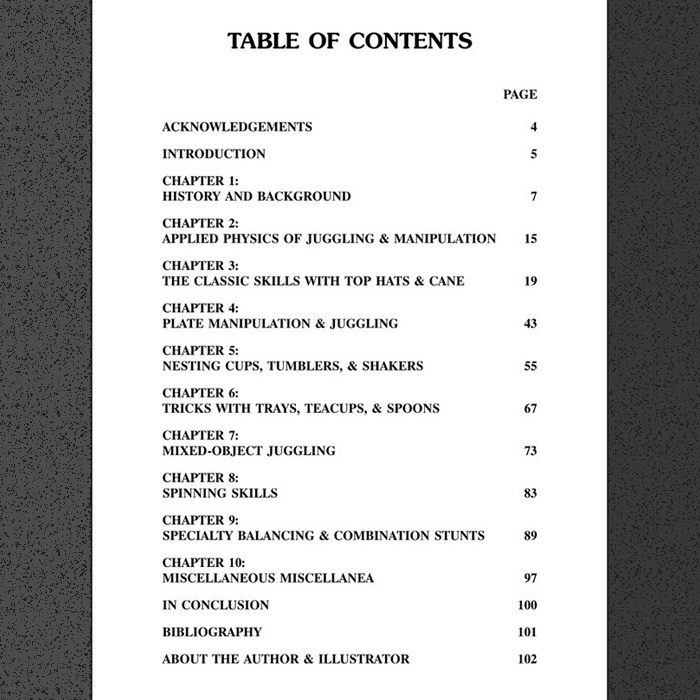 TABLE OF CONTENTS
PAGE
ACKNOWLEDGEMENTS 4
INTRODUCTION 5
CHAPTER 1:
HISTORY AND BACKGROUND 7
CHAPTER 2:
APPLIED PHYSICS OF JUGGLING & MANIPULATION 15
CHAPTER 3:
THE CLASSIC SKILLS WITH TOP HATS & CANE 19
CHAPTER 4:
PLATE MANIPULATION & JUGGLING 43
CHAPTER 5:
NESTING CUPS, TUMBLERS, & SHAKERS 55
CHAPTER 6:
TRICKS WITH TRAYS, TEACUPS, & SPOONS 67
CHAPTER 7:
MIXED-OBJECT JUGGLING 73
CHAPTER 8:
SPINNING SKILLS 83
CHAPTER 9:
SPECIALTY BALANCING & COMBINATION STUNTS 89
CHAPTER 10:
MISCELLANEOUS MISCELLANEA 97
IN CONCLUSION 100
BIBLIOGRAPHY 101
ABOUT THE AUTHOR & ILLUSTRATOR 102